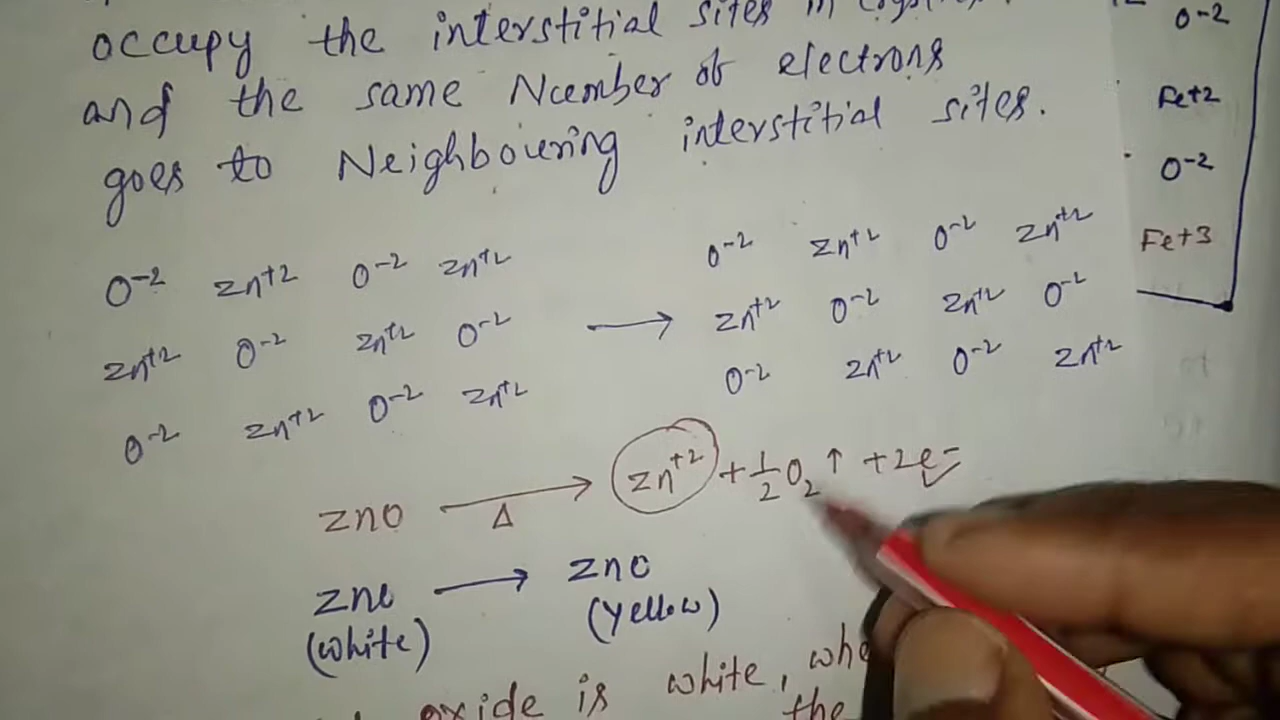 occupy the interstitial sites in
and the same Number of electrons
goes to Neighbouring interstitial sites.
O-2
Fe+2
O-2
Fe+3
O-2 Zn+2 O-2 Zn+2
Zn+2 O-2 Zn+2 O-2
O-2 Zn+2 O-2 Zn+2
→
O-2 Zn+2 O-2 Zn+2
Zn+2 O-2 Zn+2 O-2
O-2 Zn+2 O-2 Zn+2
ZnO →Δ Zn+2 + 1/2 O2 ↑ + 2e-
ZnO → ZnO
(White) (Yellow)
oxide is white,
the